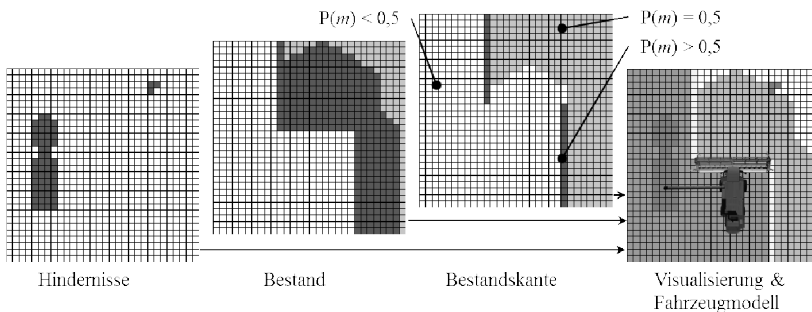 P(m) < 0,5
P(m) = 0,5
P(m) > 0,5
Hindernisse
Bestand
Bestandskante
Visualisierung &
Fahrzeugmodell